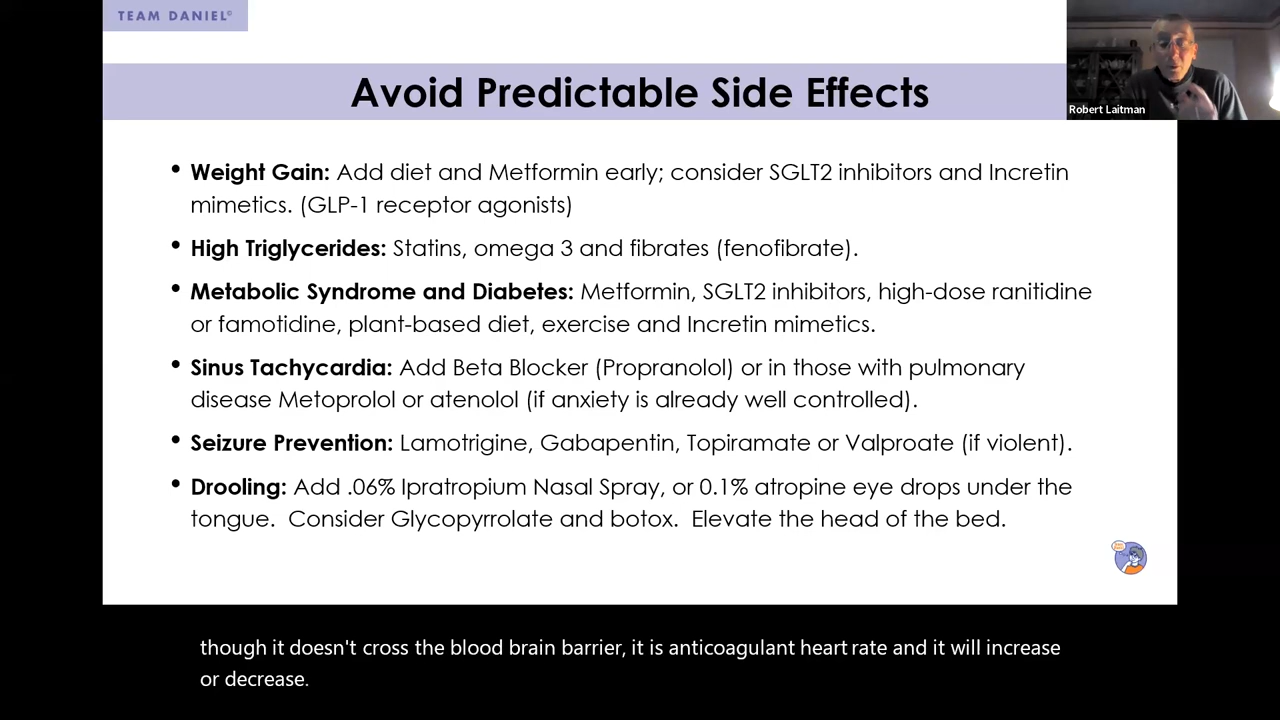 TEAM DANIEL©
Avoid Predictable Side Effects
Robert Laitman
• Weight Gain: Add diet and Metformin early; consider SGLT2 inhibitors and Incretin
mimetics. (GLP-1 receptor agonists)
• High Triglycerides: Statins, omega 3 and fibrates (fenofibrate).
• Metabolic Syndrome and Diabetes: Metformin, SGLT2 inhibitors, high-dose ranitidine
or famotidine, plant-based diet, exercise and Incretin mimetics.
• Sinus Tachycardia: Add Beta Blocker (Propranolol) or in those with pulmonary
disease Metoprolol or atenolol (if anxiety is already well controlled).
• Seizure Prevention: Lamotrigine, Gabapentin, Topiramate or Valproate (if violent).
• Drooling: Add .06% Ipratropium Nasal Spray, or 0.1% atropine eye drops under the
tongue.  Consider Glycopyrrolate and botox.  Elevate the head of the bed.
though it doesn't cross the blood brain barrier, it is anticoagulant heart rate and it will increase
or decrease.